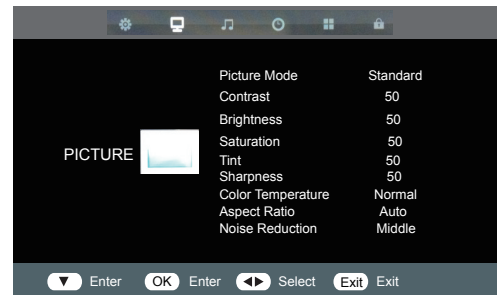 Picture Mode Standard
Contrast 50
Brightness 50
Saturation 50
PICTURE
Tint 50
Sharpness 50
Color Temperature Normal
Aspect Ratio Auto
Noise Reduction Middle
▼ Enter OK Enter ◀▶ Select Exit Exit